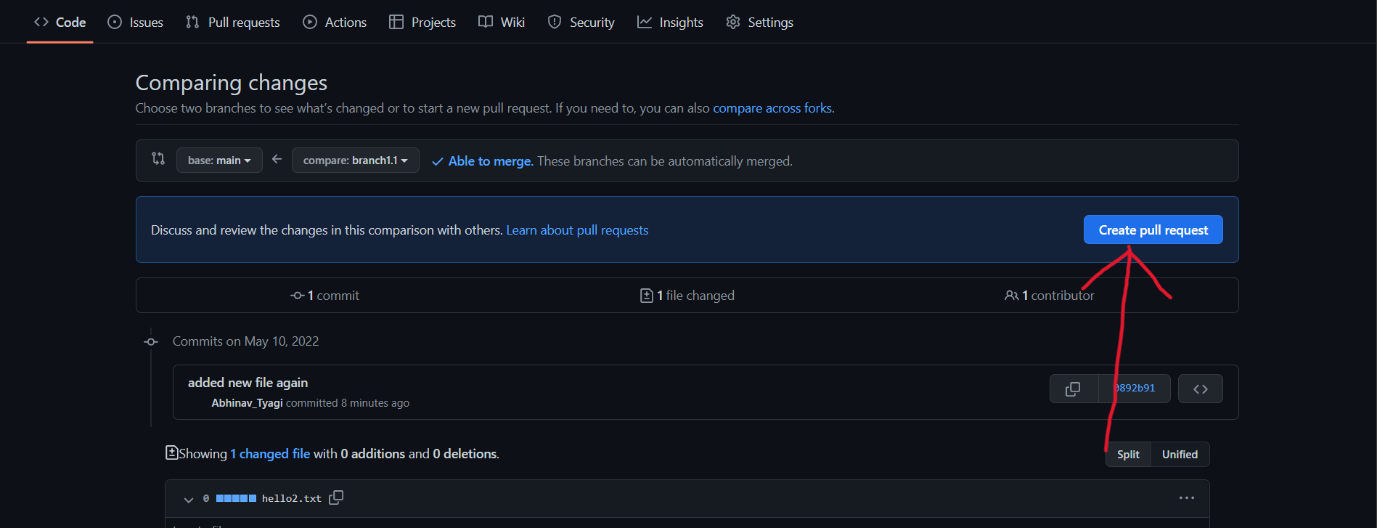 Code Issues Pull requests Actions Projects Wiki Security Insights Settings
Comparing changes
Choose two branches to see what's changed or to start a new pull request. If you need to, you can also compare across forks.
base: main compare: branch1.1 Able to merge. These branches can be automatically merged.
Discuss and review the changes in this comparison with others. Learn about pull requests Create pull request
1 commit 1 file changed 1 contributor
Commits on May 10, 2022
added new file again
Abhinav_Tyagi committed 8 minutes ago
0892b91
Showing 1 changed file with 0 additions and 0 deletions.
Split Unified
0 hello2.txt